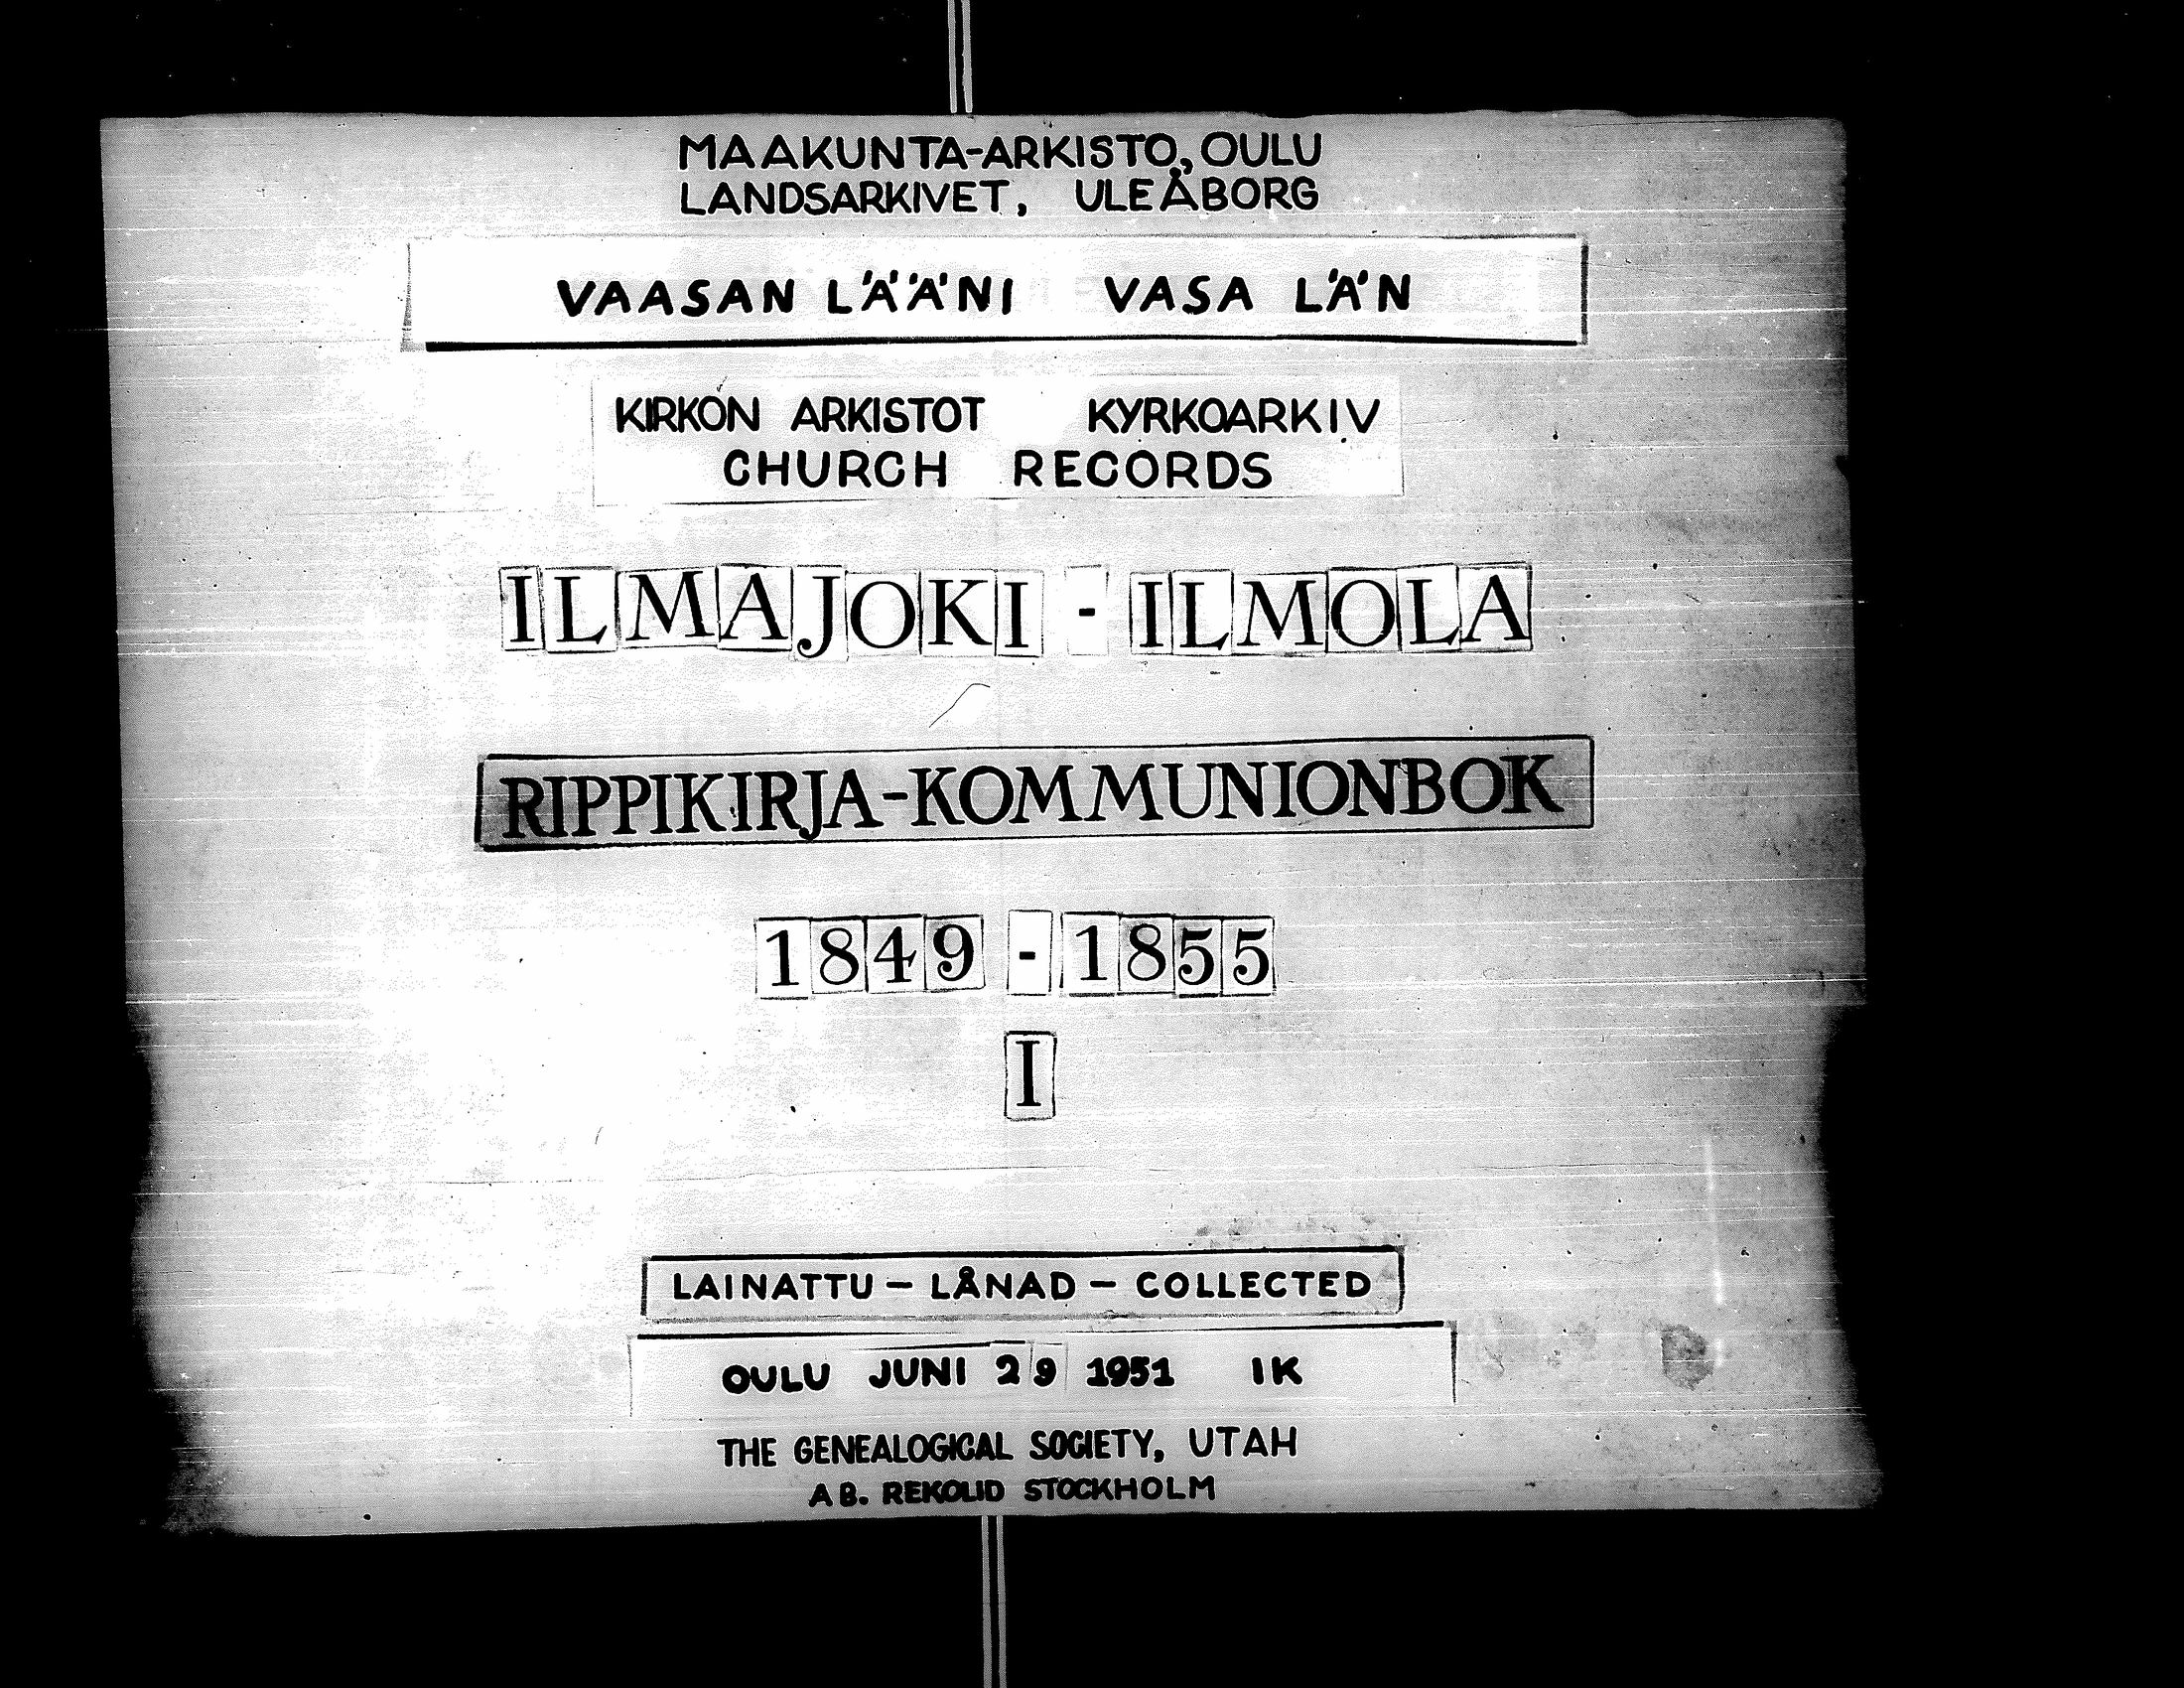 MAAKUNTA-ARKISTO, OULU
LANDSARKIVET, ULEÅBORG
VAASAN LÄÄNI VASA LÄN
KIRKON ARKISTOT KYRKOARKIV
CHURCH RECORDS
ILMAJOKI - ILMOLA
RIPPIKIRJA-KOMMUNIONBOK
1849 - 1855
I
LAINATTU - LÅNAD - COLLECTED
OULU JUNI 29 1951 IK
THE GENEALOGICAL SOCIETY, UTAH
AB. REKOLID STOCKHOLM